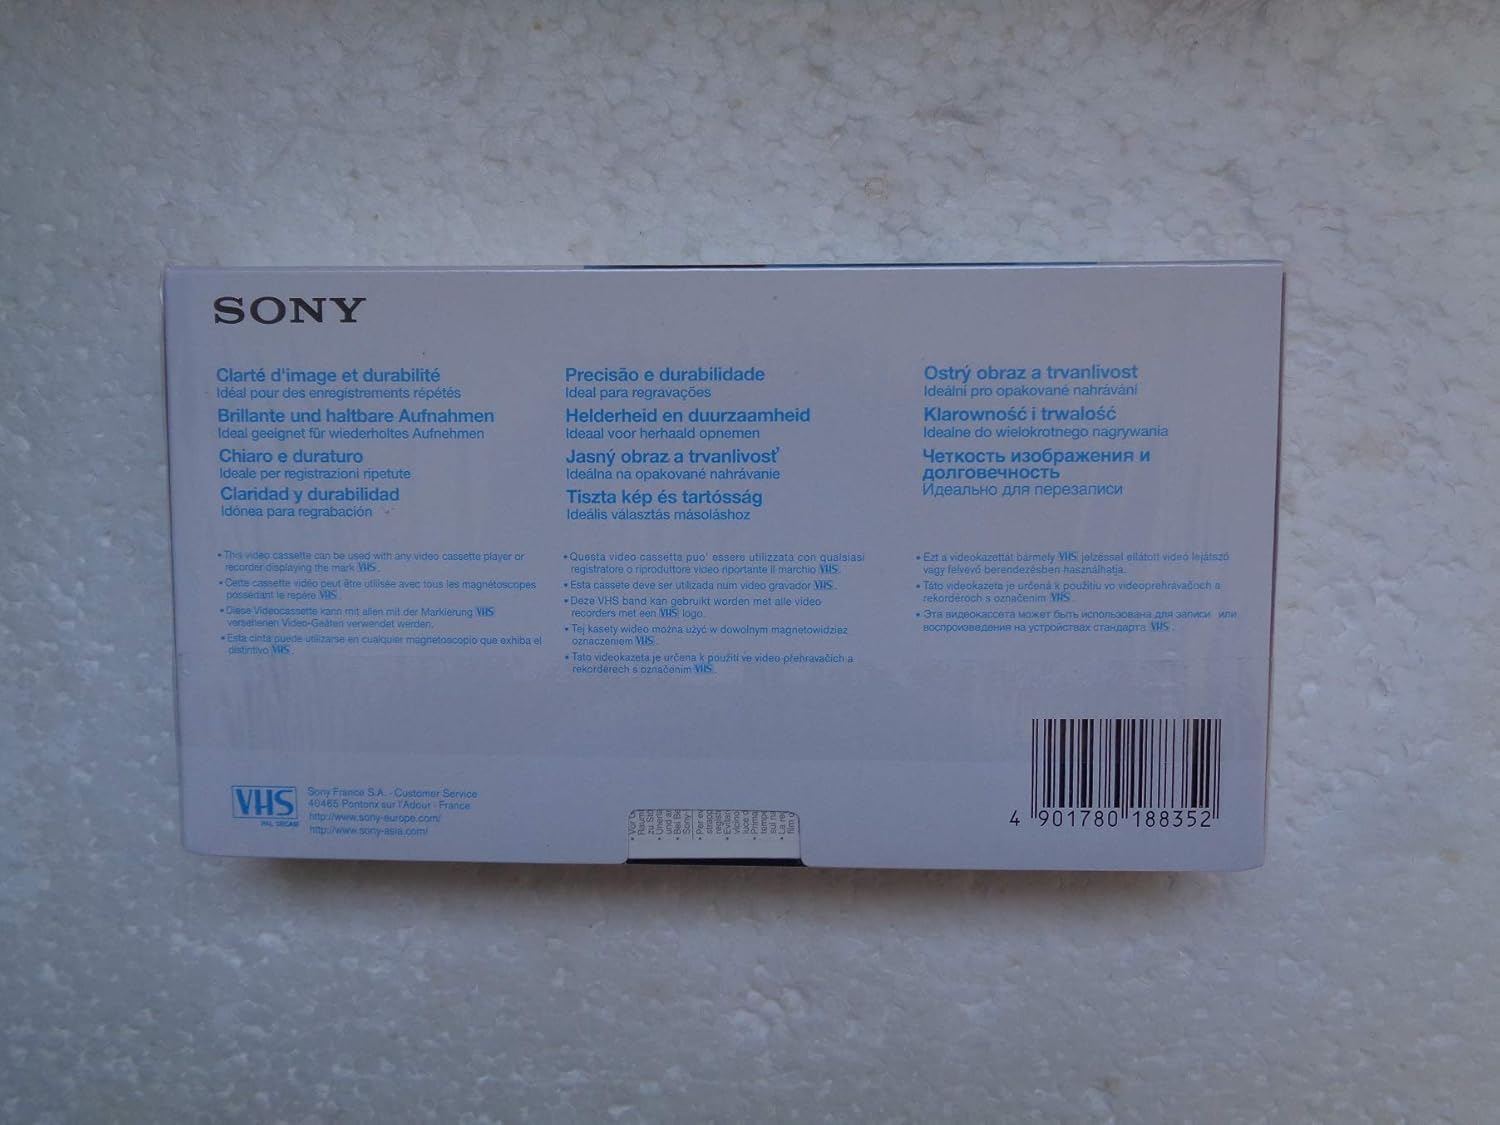 SONY
Clarté d'image et durabilité
Idéal pour des enregistrements répétés
Brillante und haltbare Aufnahmen
Ideal geeignet für wiederholtes Aufnehmen
Chiaro e duraturo
Ideale per registrazioni ripetute
Claridad y durabilidad
Idónea para regrabación
Precisão e durabilidade
Ideal para regravações
Helderheid en duurzaamheid
Ideaal voor herhaald opnemen
Jasný obraz a trvanlivosť
Ideálna na opakované nahrávanie
Tiszta kép és tartósság
Ideális választás másoláshoz
Ostrý obraz a trvanlivost
Ideální pro opakované nahrávání
Klarowność i trwałość
Idealne do wielokrotnego nagrywania
Четкость изображения и
долговечность
Идеально для перезаписи
• This video cassette can be used with any video cassette player or
recorder displaying the mark VHS.
• Cette cassette vidéo peut être utilisée avec tous les magnétoscopes
possédant le repère VHS.
• Diese Videocassette kann mit allen mit der Markierung VHS
versehenen Video-Geäten verwendet werden.
• Esta cinta puede utilizarse en cualquier magnetoscopio que exhiba el
distintivo VHS.
• Questa video cassetta puo' essere utilizzata con qualsiasi
registratore o riproduttore video riportante il marchio VHS.
• Esta cassete deve ser utilizada num video gravador VHS.
• Deze VHS band kan gebruikt worden met alle video
recorders met een VHS logo.
• Tej kasety wideo można użyć w dowolnym magnetowidziez
oznaczeniem VHS.
• Tato videokazeta je určena k použití ve video přehravačích a
rekordérech s označením VHS.
• Ezt a videokazettát bármely VHS jelzéssel ellátott videó lejátszó
vagy felvevő berendezésben használhatja.
• Táto videokazeta je určená k použitiu vo videoprehrávačoch a
rekordéroch s označením VHS.
• Эта видеокассета может быть использована для записи или
воспроизведения на устройствах стандарта VHS.
VHS
PAL SECAM
Sony France S.A. - Customer Service
40465 Pontonx sur l'Adour - France
http://www.sony-europe.com/
http://www.sony-asia.com/
4 901780 188352